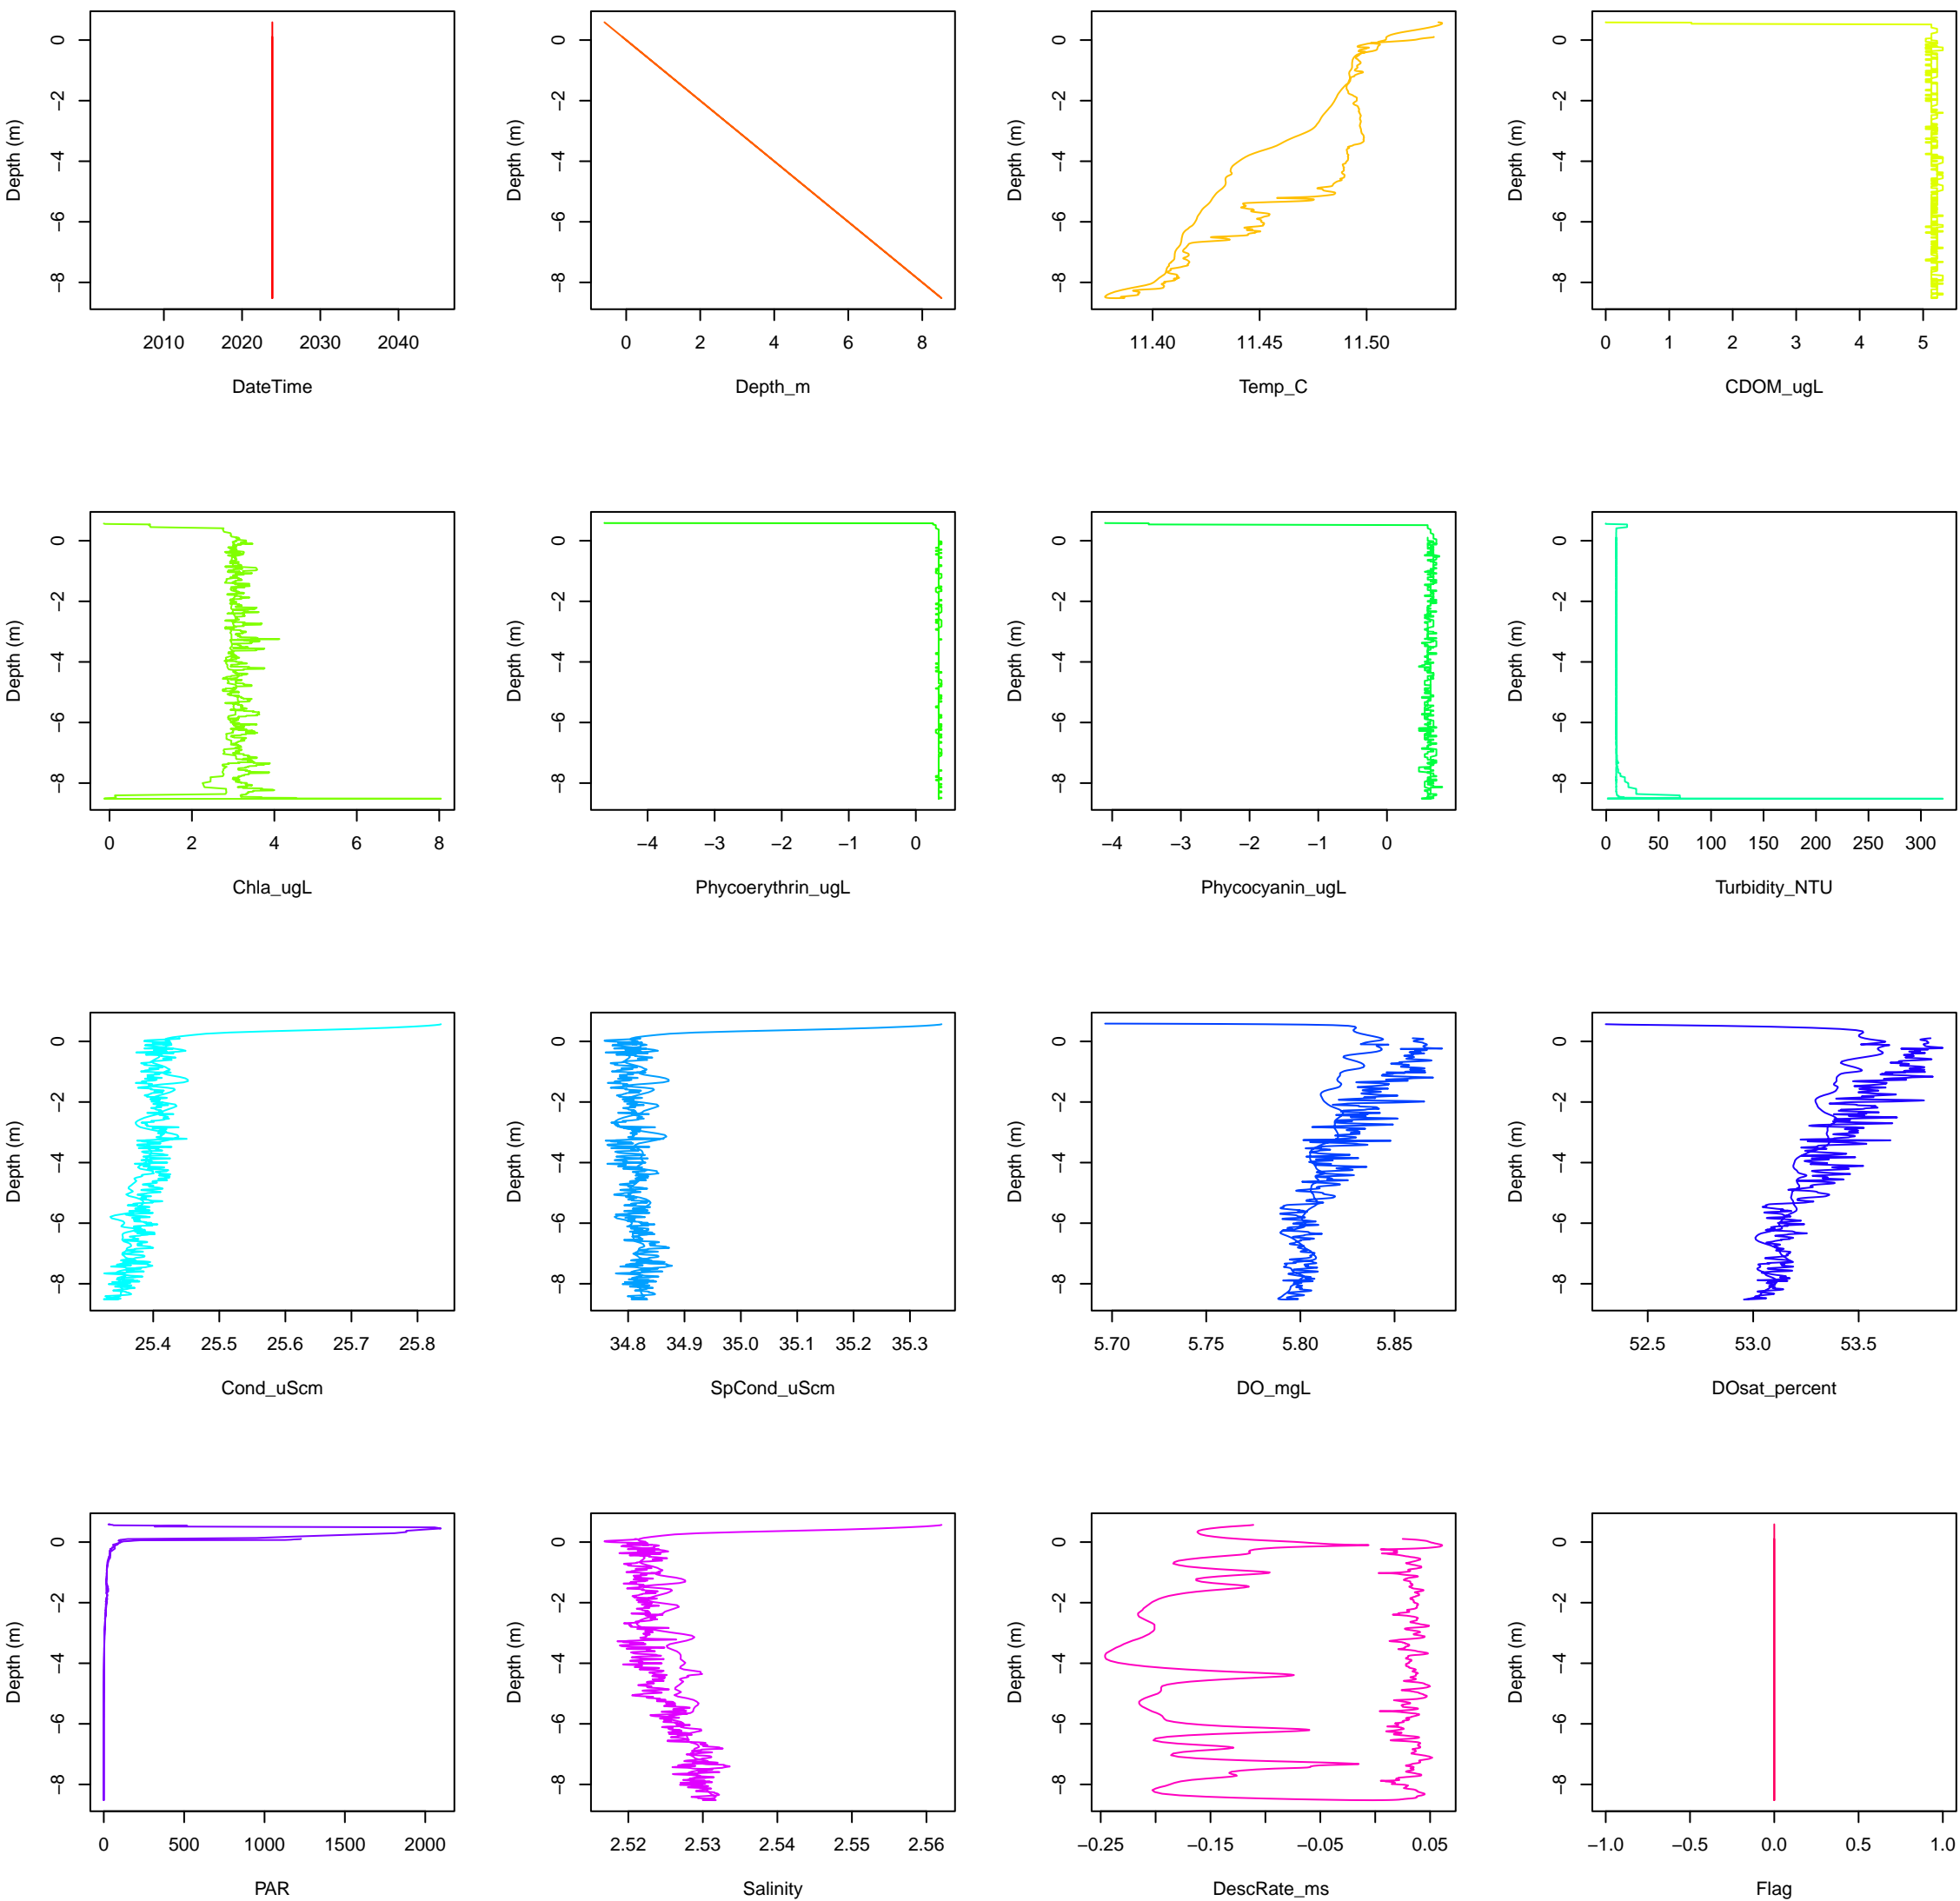 0
−2
−4
−6
−8
Depth (m)
2010 2020 2030 2040
DateTime
0
−2
−4
−6
−8
Depth (m)
0 2 4 6 8
Depth_m
0
−2
−4
−6
−8
Depth (m)
11.40 11.45 11.50
Temp_C
0
−2
−4
−6
−8
Depth (m)
0 1 2 3 4 5
CDOM_ugL
0
−2
−4
−6
−8
Depth (m)
0 2 4 6 8
Chla_ugL
0
−2
−4
−6
−8
Depth (m)
−4 −3 −2 −1 0
Phycoerythrin_ugL
0
−2
−4
−6
−8
Depth (m)
−4 −3 −2 −1 0
Phycocyanin_ugL
0
−2
−4
−6
−8
Depth (m)
0 50 100 150 200 250 300
Turbidity_NTU
0
−2
−4
−6
−8
Depth (m)
25.4 25.5 25.6 25.7 25.8
Cond_uScm
0
−2
−4
−6
−8
Depth (m)
34.8 34.9 35.0 35.1 35.2 35.3
SpCond_uScm
0
−2
−4
−6
−8
Depth (m)
5.70 5.75 5.80 5.85
DO_mgL
0
−2
−4
−6
−8
Depth (m)
52.5 53.0 53.5
DOsat_percent
0
−2
−4
−6
−8
Depth (m)
0 500 1000 1500 2000
PAR
0
−2
−4
−6
−8
Depth (m)
2.52 2.53 2.54 2.55 2.56
Salinity
0
−2
−4
−6
−8
Depth (m)
−0.25 −0.15 −0.05 0.05
DescRate_ms
0
−2
−4
−6
−8
Depth (m)
−1.0 −0.5 0.0 0.5 1.0
Flag